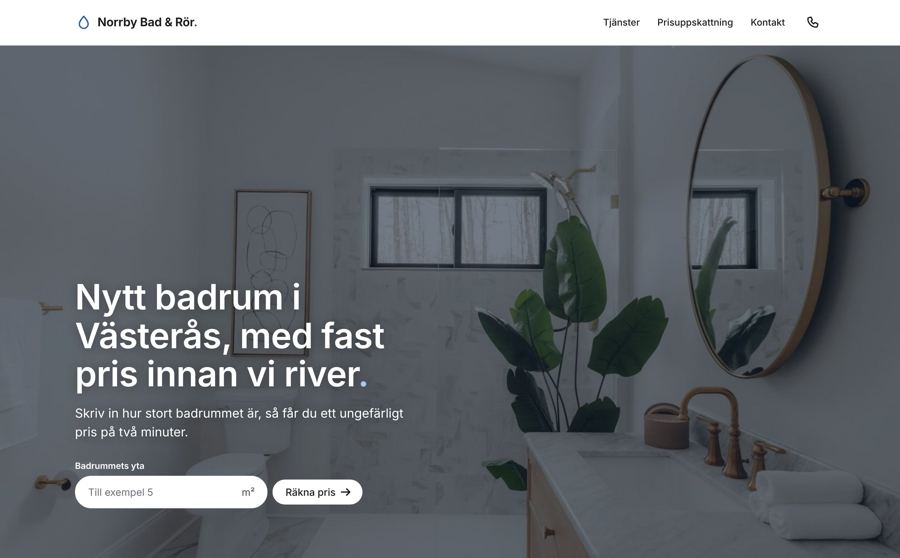 Norrby Bad & Rör.
Tjänster
Prisuppskattning
Kontakt
Nytt badrum i
Västerås, med fast
pris innan vi river.
Skriv in hur stort badrummet är, så får du ett ungefärligt
pris på två minuter.
Badrummets yta
Till exempel 5 m²
Räkna pris →